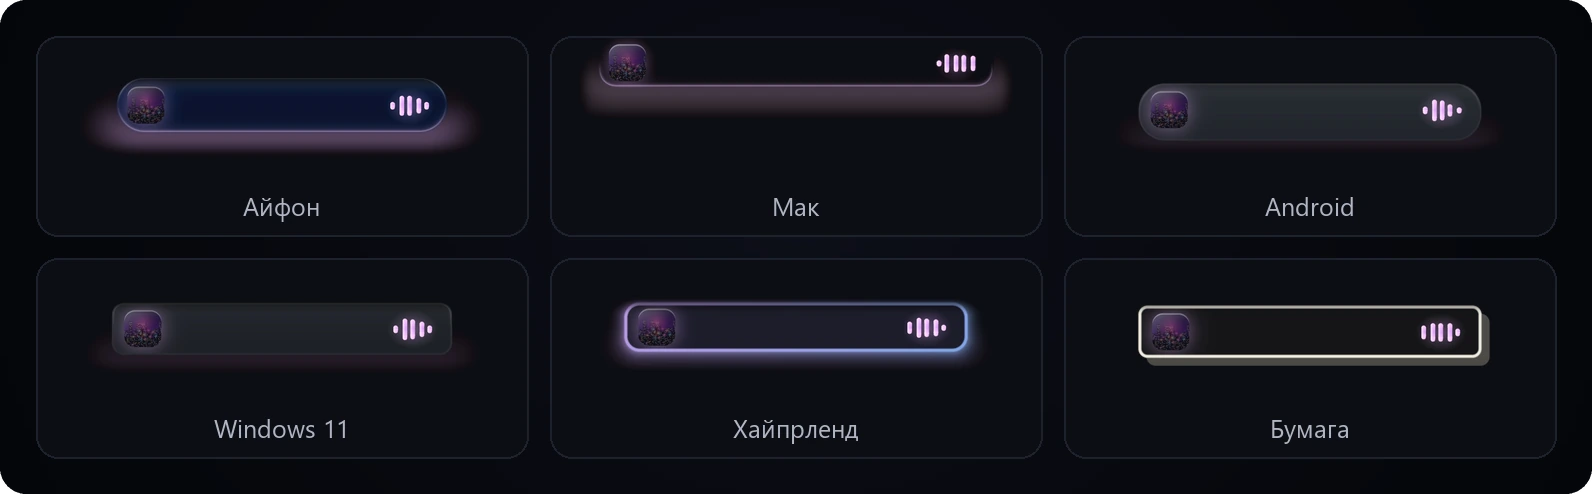 Айфон
Мак
Android
Windows 11
Хайпрленд
Бумага